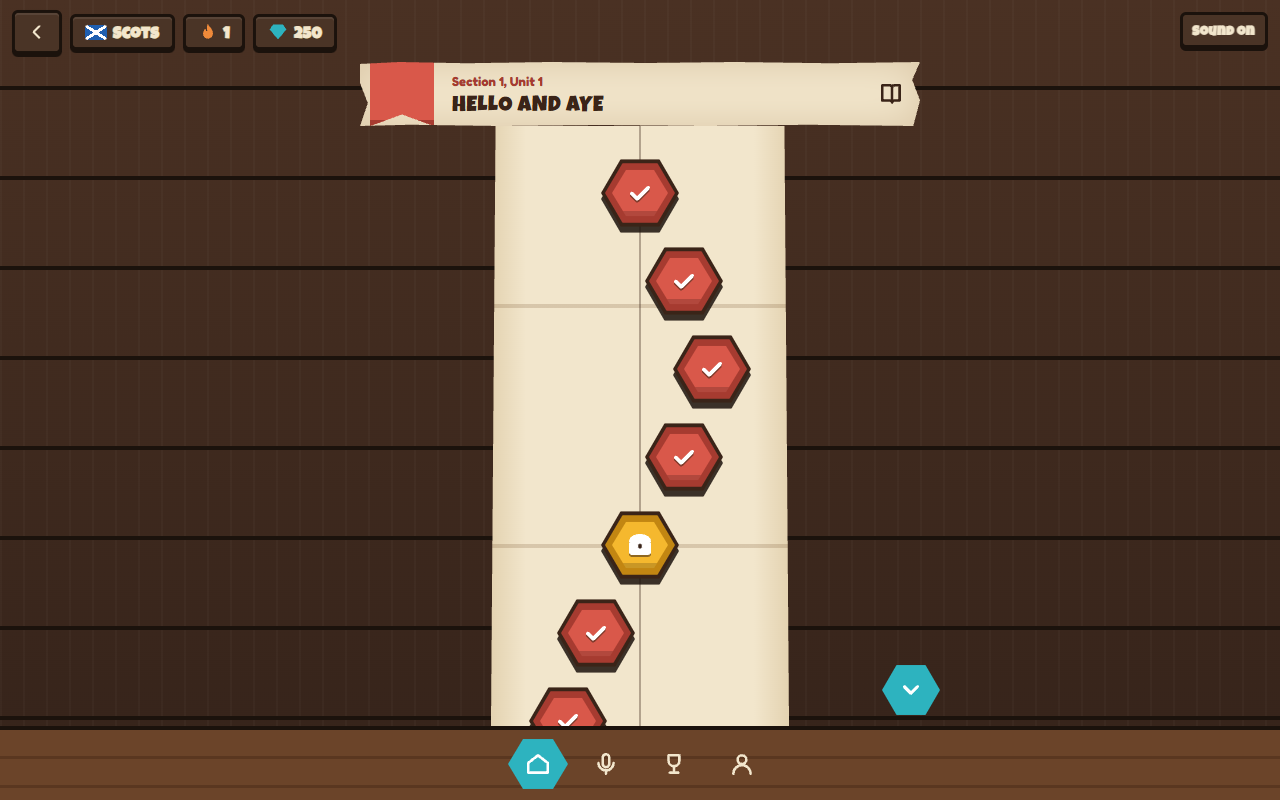 SCOTS
1
250
SOUND ON
Section 1, Unit 1
HELLO AND AYE